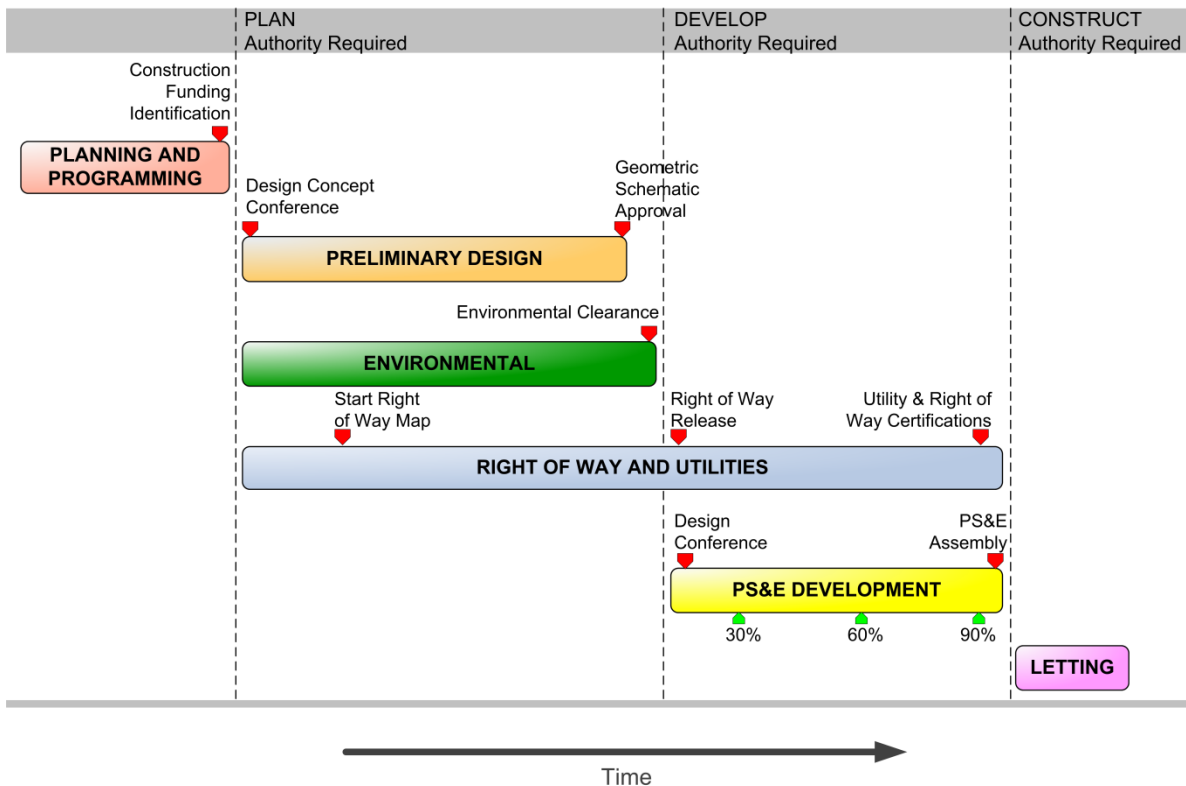 PLAN
Authority Required
DEVELOP
Authority Required
CONSTRUCT
Authority Required
Construction
Funding
Identification
PLANNING AND
PROGRAMMING
Design Concept
Conference
Geometric
Schematic
Approval
PRELIMINARY DESIGN
Environmental Clearance
ENVIRONMENTAL
Start Right
of Way Map
Right of Way
Release
Utility & Right of
Way Certifications
RIGHT OF WAY AND UTILITIES
Design
Conference
PS&E
Assembly
PS&E DEVELOPMENT
30%
60%
90%
LETTING
Time